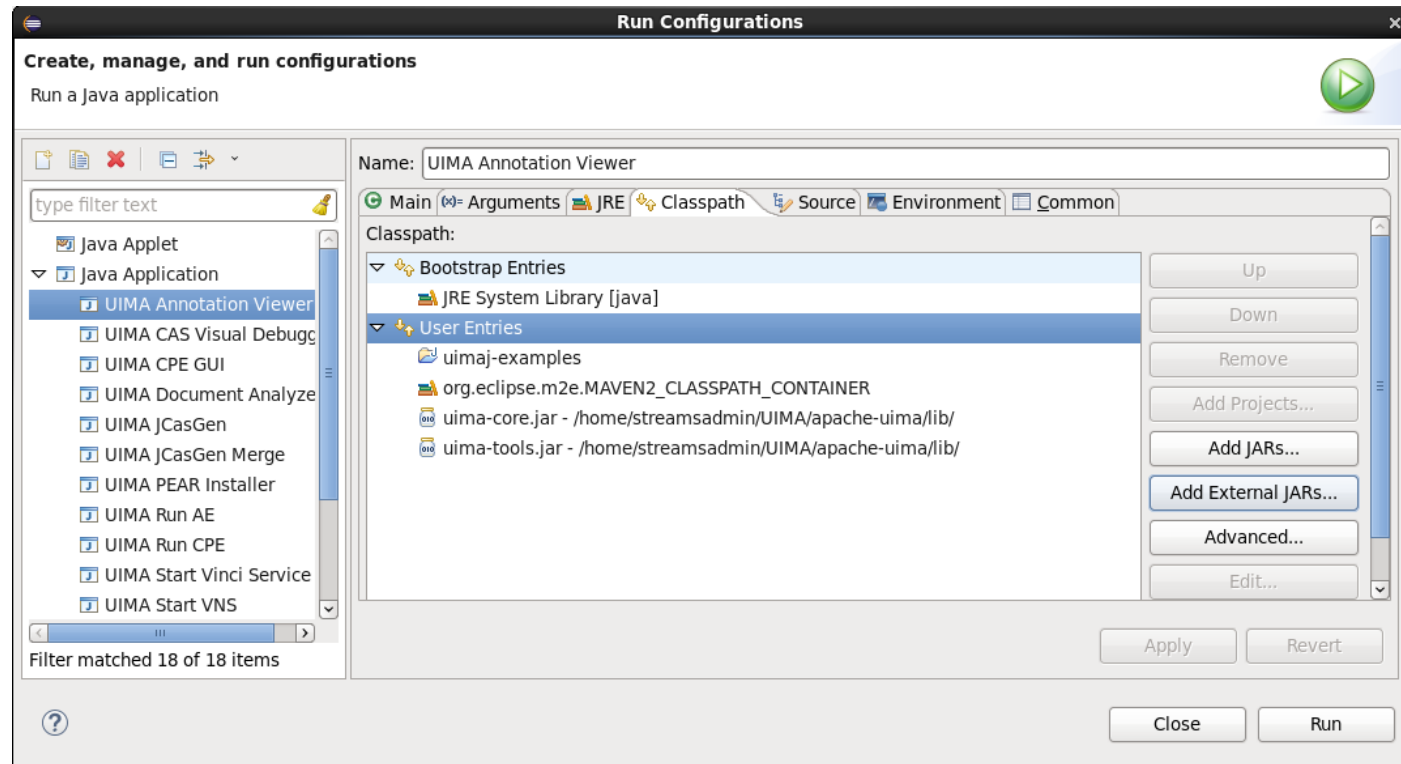 Run Configurations
Create, manage, and run configurations
Run a Java application
Name: UIMA Annotation Viewer
type filter text
Main (x)= Arguments JRE Classpath Source Environment Common
Classpath:
Java Applet
Java Application
UIMA Annotation Viewer
UIMA CAS Visual Debugg
UIMA CPE GUI
UIMA Document Analyze
UIMA JCasGen
UIMA JCasGen Merge
UIMA PEAR Installer
UIMA Run AE
UIMA Run CPE
UIMA Start Vinci Service
UIMA Start VNS
Filter matched 18 of 18 items
Bootstrap Entries
JRE System Library [java]
User Entries
uimaj-examples
org.eclipse.m2e.MAVEN2_CLASSPATH_CONTAINER
uima-core.jar - /home/streamsadmin/UIMA/apache-uima/lib/
uima-tools.jar - /home/streamsadmin/UIMA/apache-uima/lib/
Up
Down
Remove
Add Projects...
Add JARs...
Add External JARs...
Advanced...
Edit...
Apply Revert
Close Run